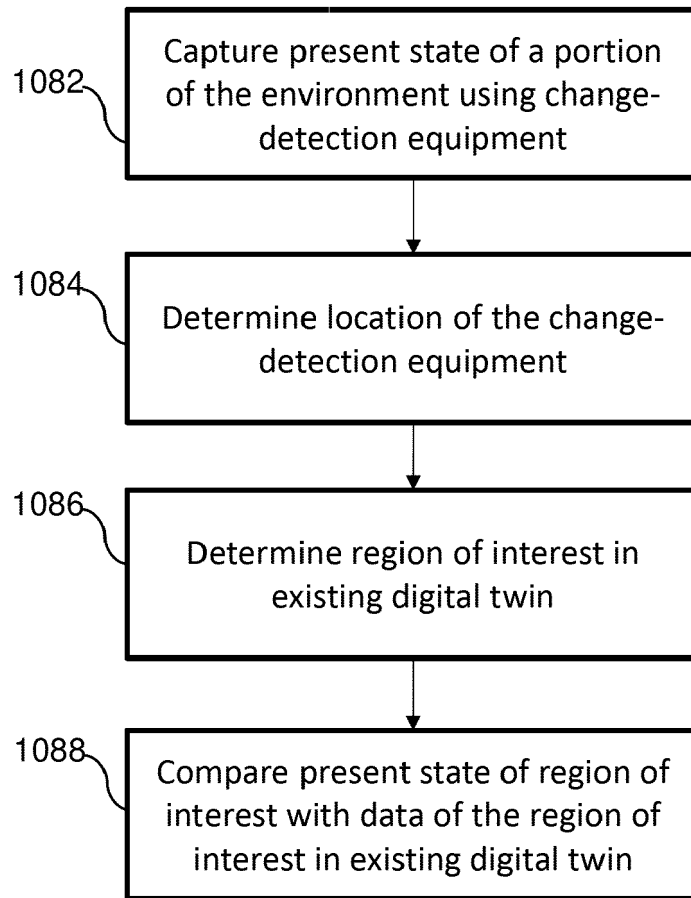 1082
Capture present state of a portion
of the environment using change-
detection equipment
1084
Determine location of the change-
detection equipment
1086
Determine region of interest in
existing digital twin
1088
Compare present state of region of
interest with data of the region of
interest in existing digital twin